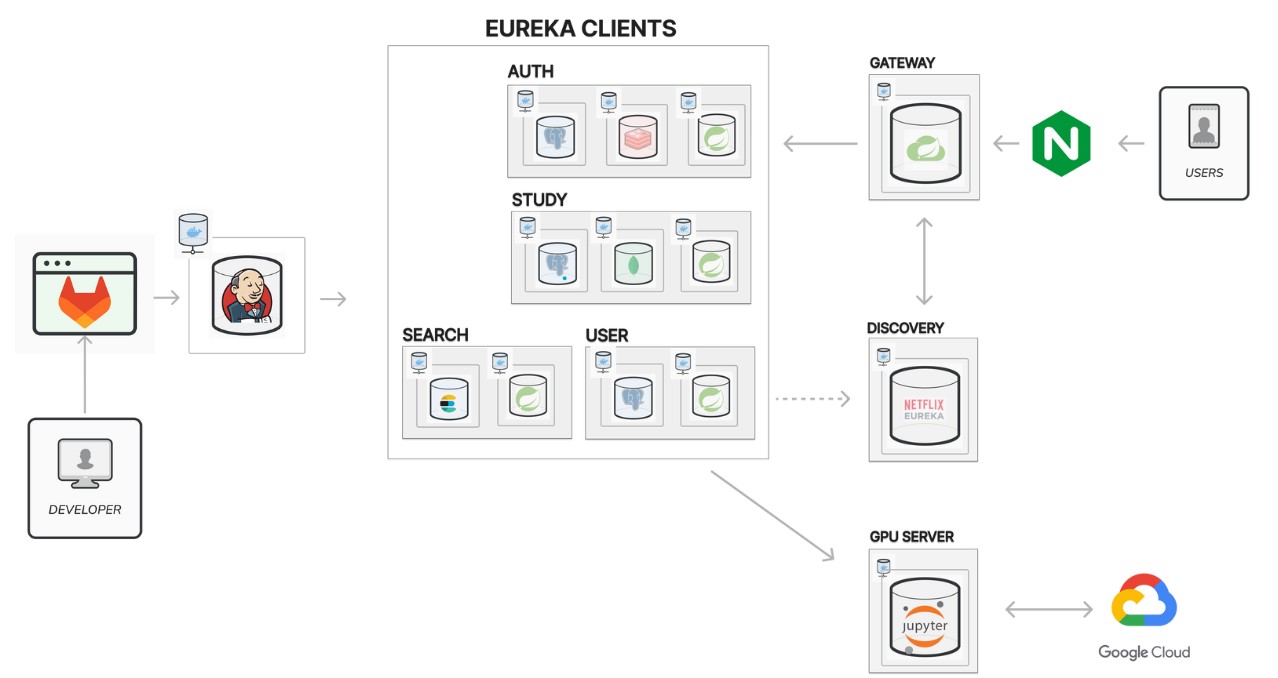 EUREKA CLIENTS
AUTH
STUDY
SEARCH
USER
GATEWAY
N
USERS
DISCOVERY
NETFLIX
EUREKA
DEVELOPER
GPU SERVER
jupyter
Google Cloud